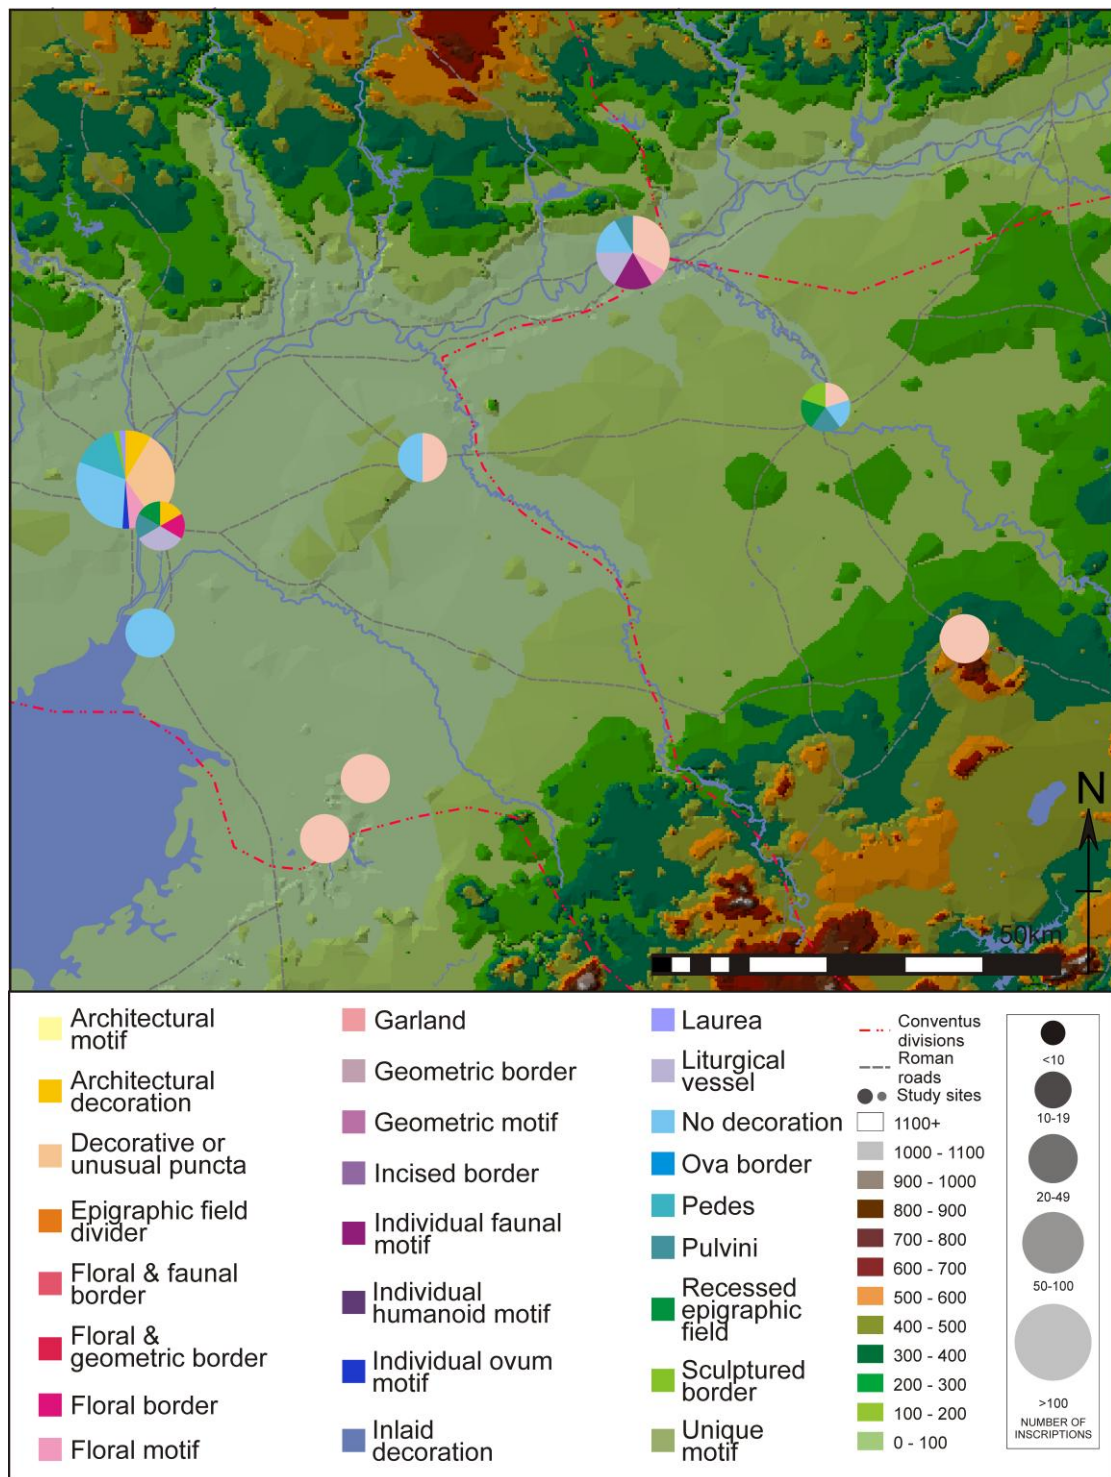 N
50km
Architectural
motif
Architectural
decoration
Decorative or
unusual puncta
Epigraphic field
divider
Floral & faunal
border
Floral &
geometric border
Floral border
Floral motif
Garland
Geometric border
Geometric motif
Incised border
Individual faunal
motif
Individual
humanoid motif
Individual ovum
motif
Inlaid
decoration
Laurea
Liturgical
vessel
No decoration
Ova border
Pedes
Pulvini
Recessed
epigraphic
field
Sculptured
border
Unique
motif
Conventus
divisions
Roman
roads
Study sites
1100+
1000 - 1100
900 - 1000
800 - 900
700 - 800
600 - 700
500 - 600
400 - 500
300 - 400
200 - 300
100 - 200
0 - 100
<10
10-19
20-49
50-100
>100
NUMBER OF
INSCRIPTIONS